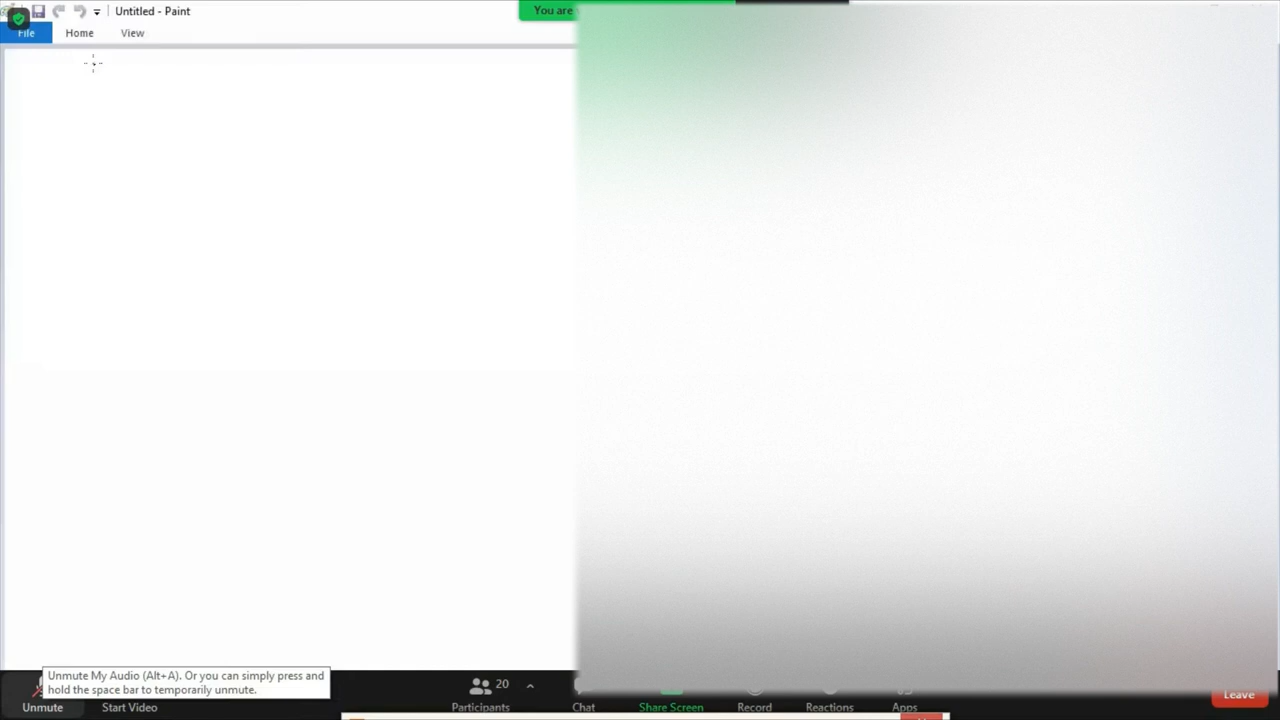 Untitled - Paint
You are
File Home View
Unmute My Audio (Alt+A). Or you can simply press and
hold the space bar to temporarily unmute.
20
Unmute Start Video Participants Chat Share Screen Record Reactions Apps Leave